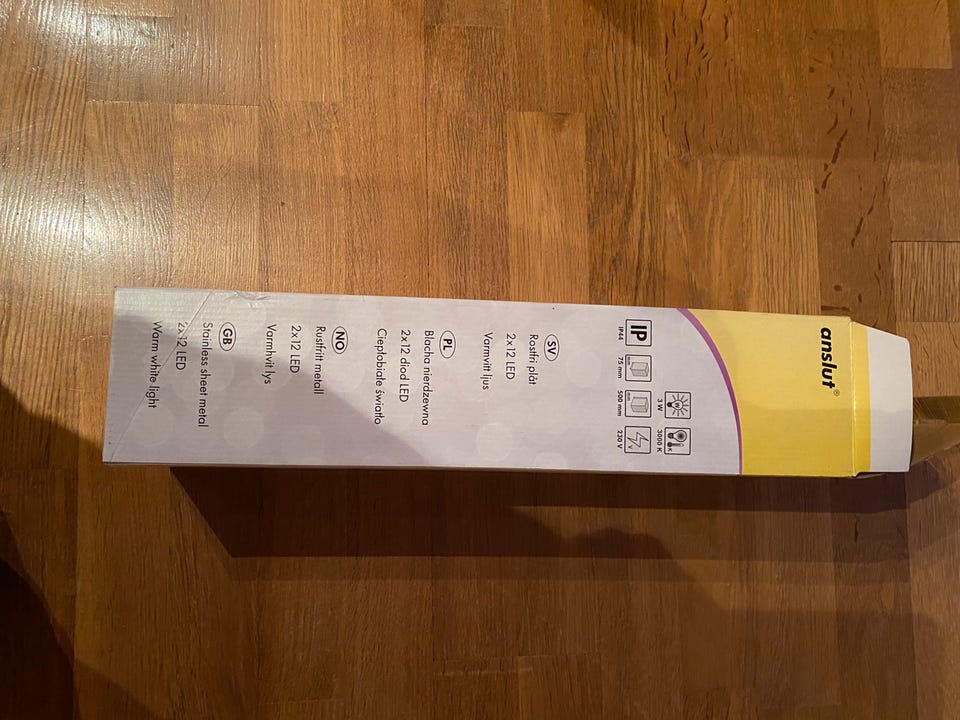 anslut®
3 W
3000 K
IP
IP44
75 mm
500 mm
230 V
SV
Rostfri plåt
2x12 LED
Varmvitt ljus
PL
Blacha nierdzewna
2x12 diod LED
Ciepłobiałe światło
NO
Rustfritt metall
2x12 LED
Varmhvit lys
GB
Stainless sheet metal
2x12 LED
Warm white light